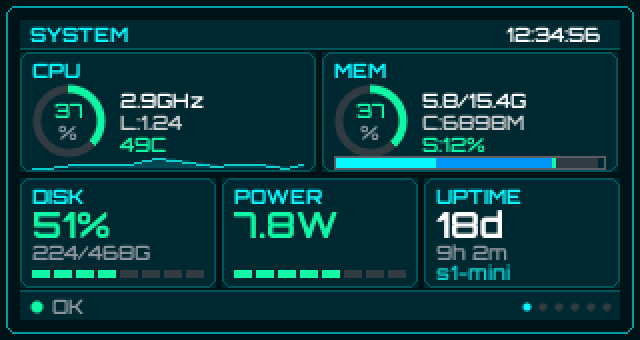 SYSTEM 12:34:56
CPU
37
%
2.9GHz
L:1.24
49C
MEM
37
%
5.8/15.4G
C:6898M
S:12%
DISK
51%
224/468G
POWER
7.8W
UPTIME
18d
9h 2m
s1-mini
OK